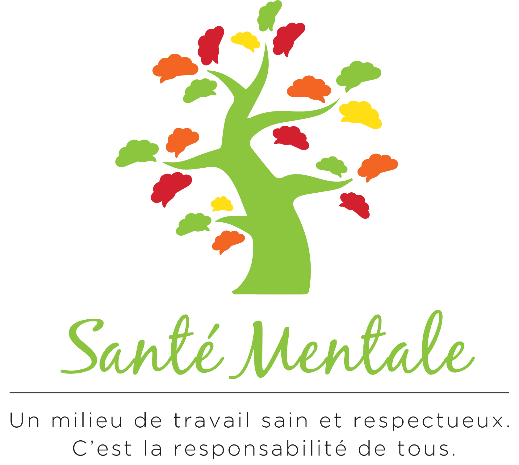 Santé Mentale
Un milieu de travail sain et respectueux.
C'est la responsabilité de tous.